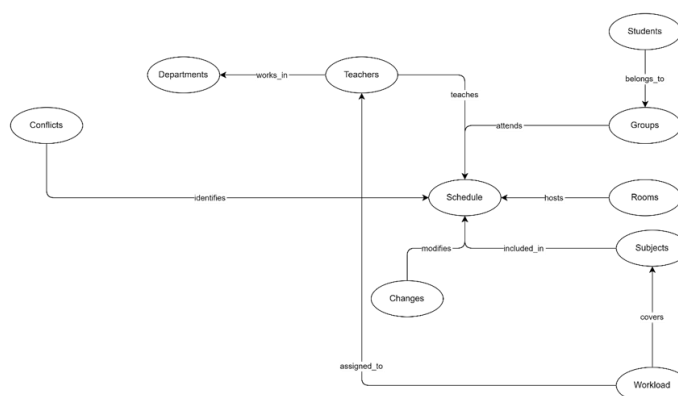 Students
Departments
works_in
Teachers
belongs_to
teaches
Conflicts
attends
Groups
identifies
Schedule
hosts
Rooms
modifies
included_in
Subjects
Changes
covers
assigned_to
Workload